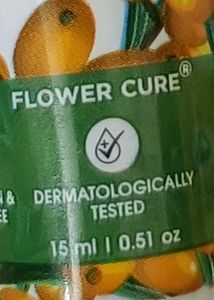 FLOWER CURE®
DERMATOLOGICALLY
TESTED
15 ml | 0.51 oz